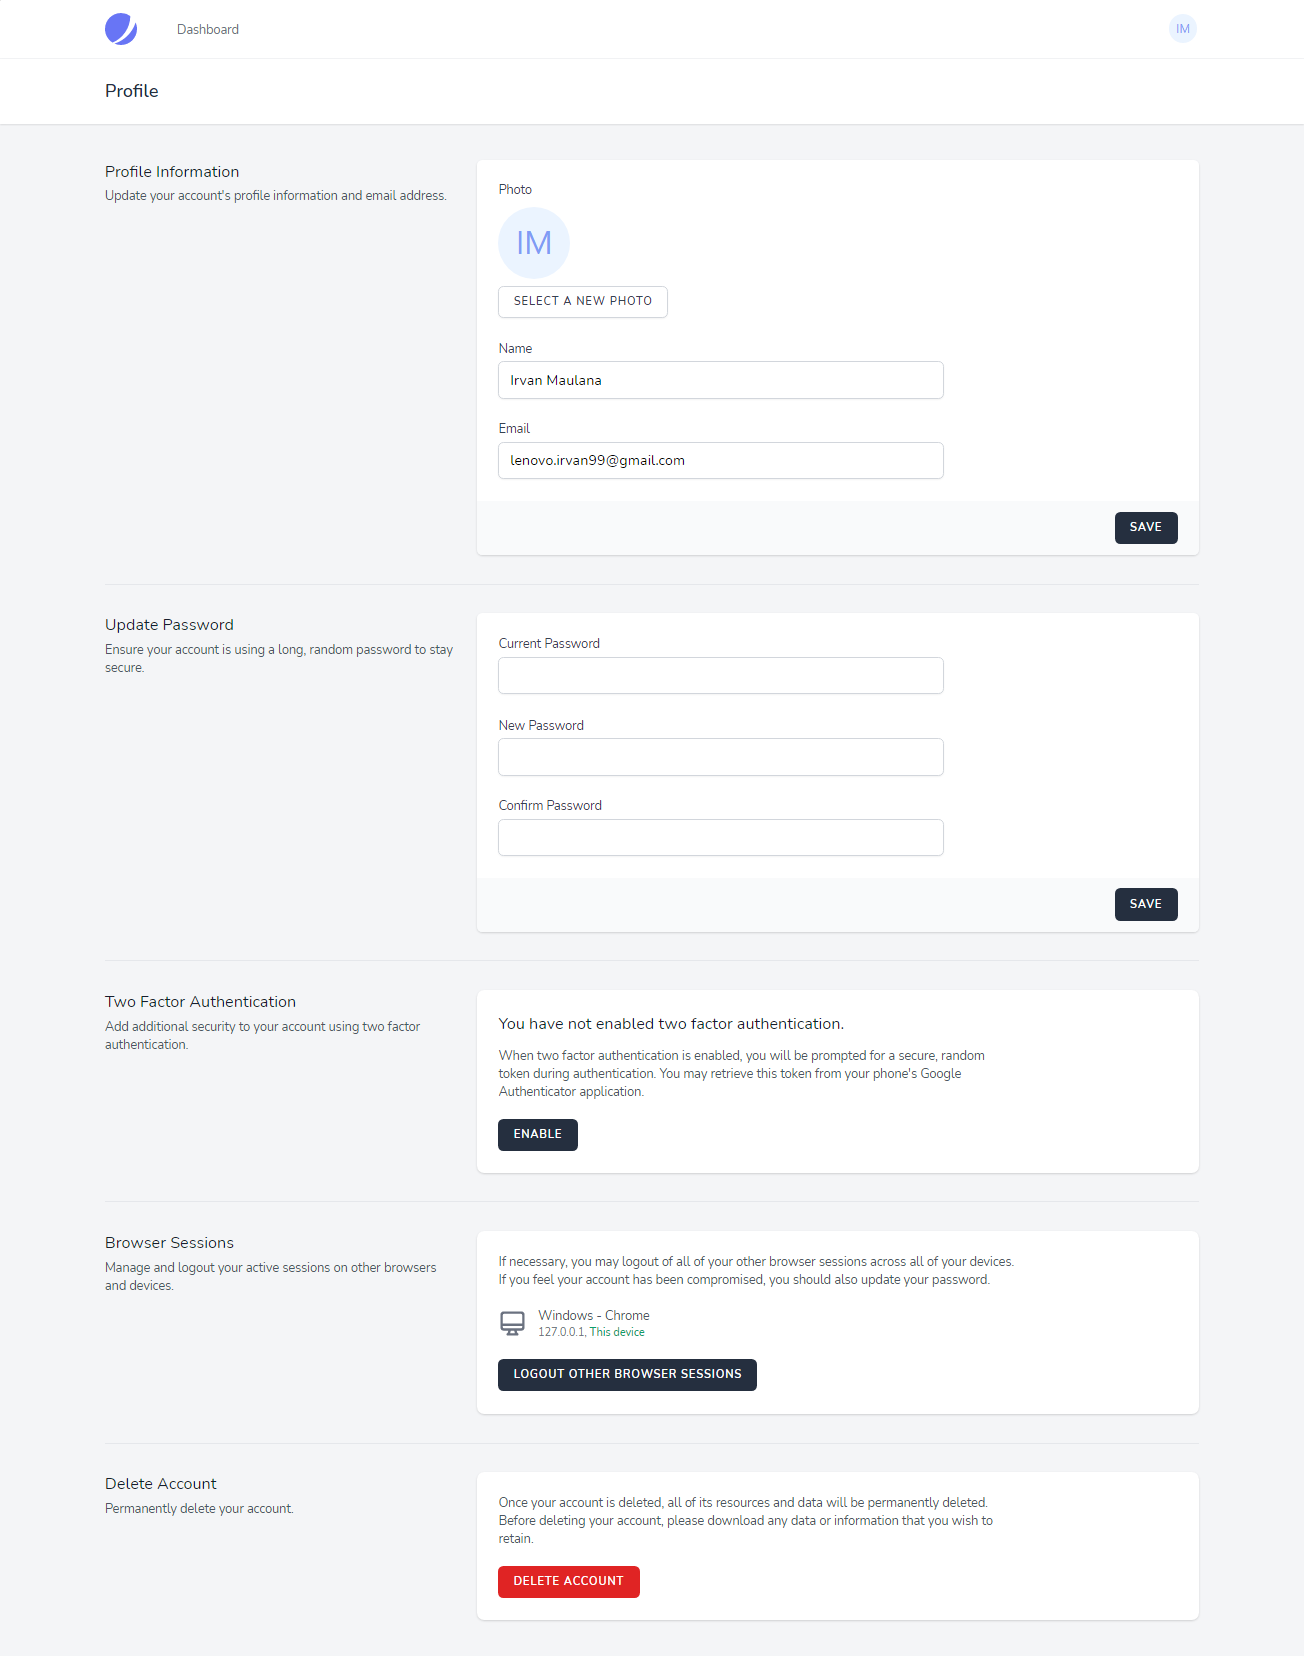 Dashboard
IM
Profile
Profile Information
Update your account's profile information and email address.
Photo
IM
SELECT A NEW PHOTO
Name
Irvan Maulana
Email
lenovo.irvan99@gmail.com
SAVE
Update Password
Ensure your account is using a long, random password to stay
secure.
Current Password
New Password
Confirm Password
SAVE
Two Factor Authentication
Add additional security to your account using two factor
authentication.
You have not enabled two factor authentication.
When two factor authentication is enabled, you will be prompted for a secure, random
token during authentication. You may retrieve this token from your phone's Google
Authenticator application.
ENABLE
Browser Sessions
Manage and logout your active sessions on other browsers
and devices.
If necessary, you may logout of all of your other browser sessions across all of your devices.
If you feel your account has been compromised, you should also update your password.
Windows - Chrome
127.0.0.1, This device
LOGOUT OTHER BROWSER SESSIONS
Delete Account
Permanently delete your account.
Once your account is deleted, all of its resources and data will be permanently deleted.
Before deleting your account, please download any data or information that you wish to
retain.
DELETE ACCOUNT